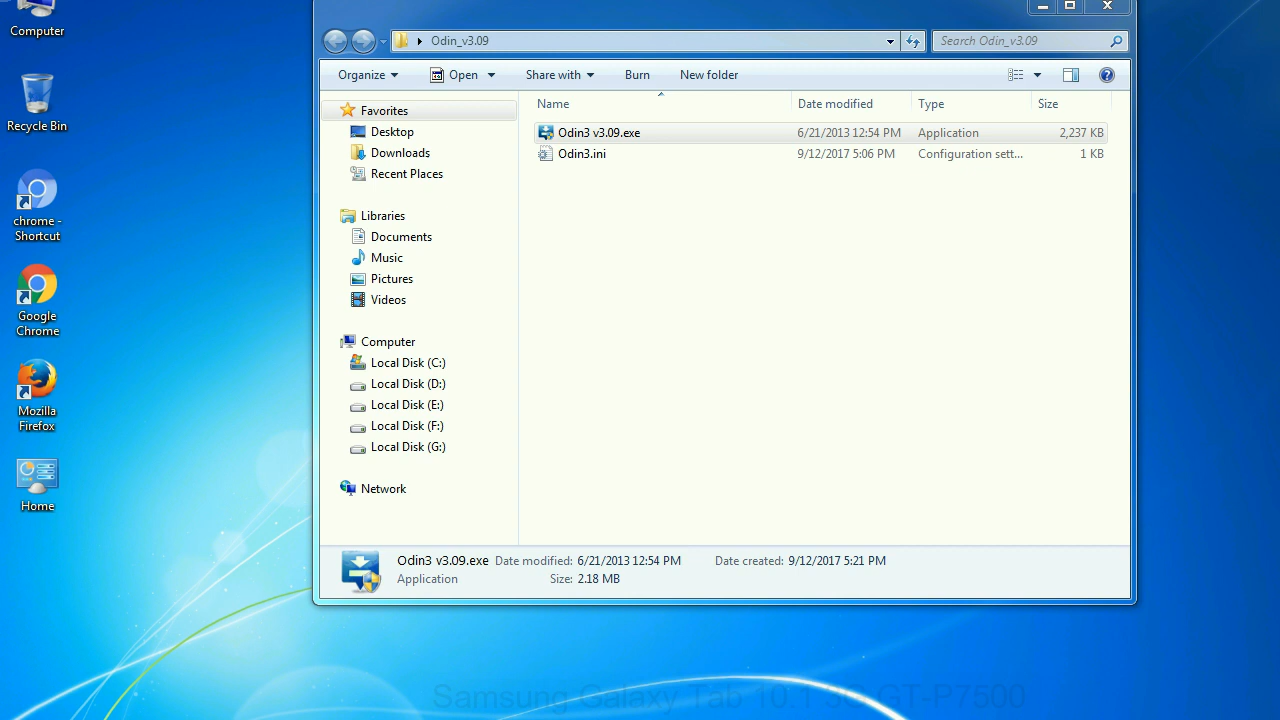 Computer
Recycle Bin
chrome -
Shortcut
Google
Chrome
Mozilla
Firefox
Home
Odin_v3.09
Search Odin_v3.09
Organize
Open
Share with
Burn
New folder
Name
Date modified
Type
Size
Odin3 v3.09.exe
6/21/2013 12:54 PM
Application
2,237 KB
Odin3.ini
9/12/2017 5:06 PM
Configuration sett...
1 KB
Favorites
Desktop
Downloads
Recent Places
Libraries
Documents
Music
Pictures
Videos
Computer
Local Disk (C:)
Local Disk (D:)
Local Disk (E:)
Local Disk (F:)
Local Disk (G:)
Network
Odin3 v3.09.exe Date modified: 6/21/2013 12:54 PM Date created: 9/12/2017 5:21 PM
Application Size: 2.18 MB
Samsung Galaxy Tab 10.1 3G GT-P7500